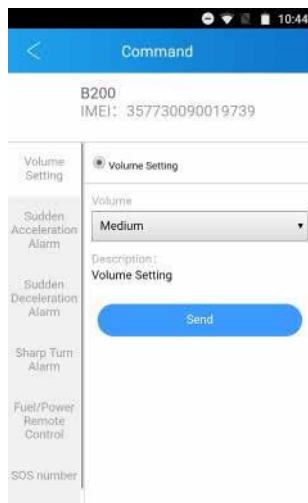 10:44
Command
B200
IMEI: 357730090019739
Volume
Setting
Sudden
Acceleration
Alarm
Sudden
Deceleration
Alarm
Sharp Turn
Alarm
Fuel/Power
Remote
Control
SOS number
Volume Setting
Volume
Medium
Description:
Volume Setting
Send